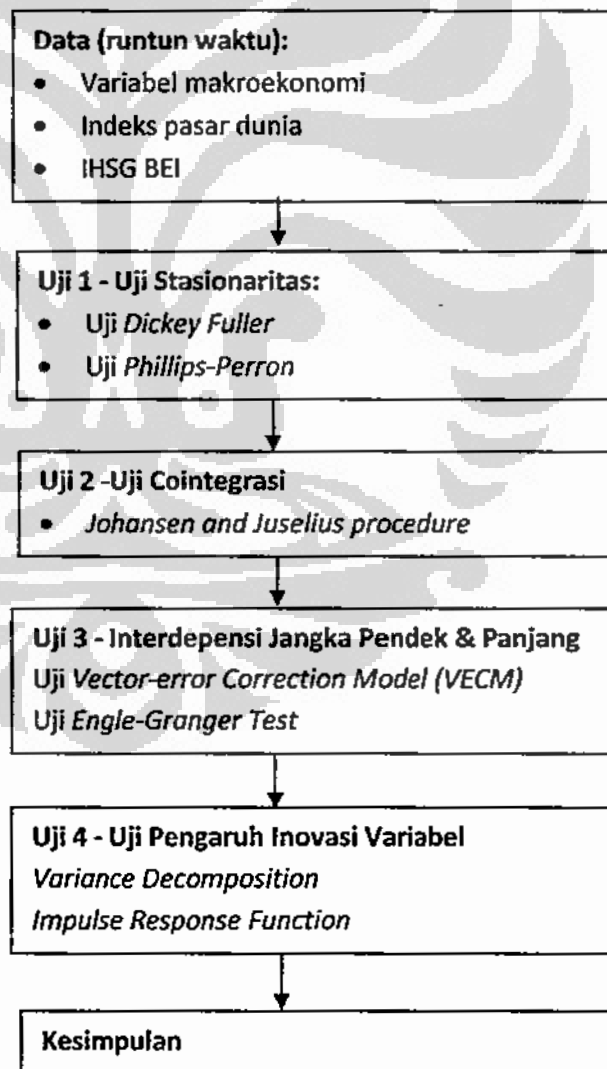 Data (runtun waktu):
• Variabel makroekonomi
• Indeks pasar dunia
• IHSG BEI
Uji 1 - Uji Stasionaritas:
• Uji Dickey Fuller
• Uji Phillips-Perron
Uji 2 -Uji Cointegrasi
• Johansen and Juselius procedure
Uji 3 - Interdepensi Jangka Pendek & Panjang
Uji Vector-error Correction Model (VECM)
Uji Engle-Granger Test
Uji 4 - Uji Pengaruh Inovasi Variabel
Variance Decomposition
Impulse Response Function
Kesimpulan